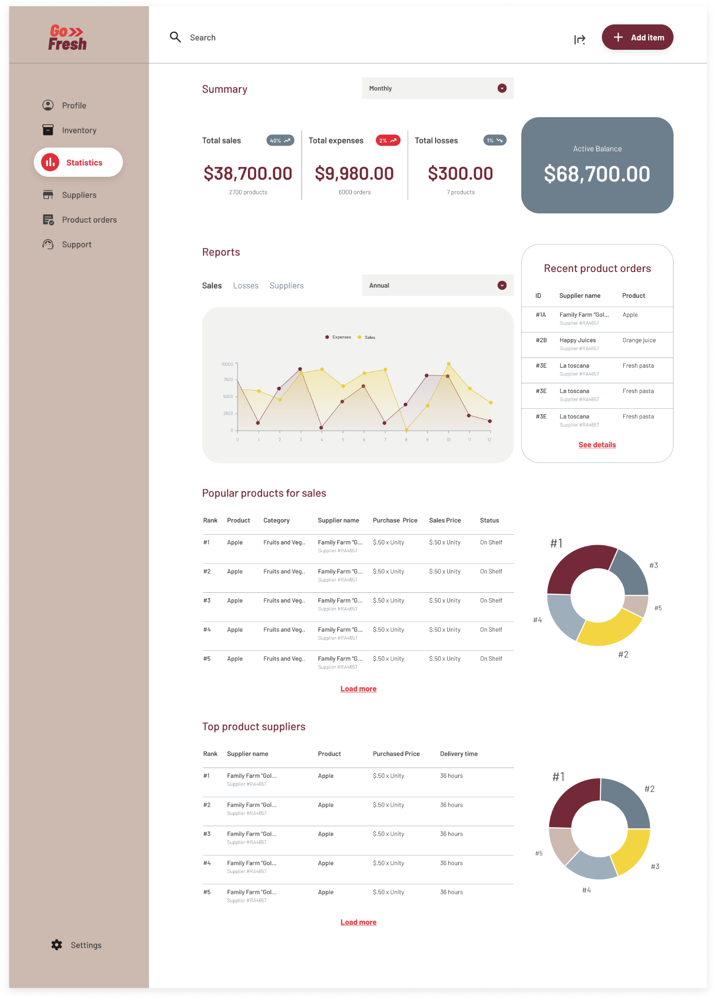 Go
Fresh
Search
Add item
Profile
Inventory
Statistics
Suppliers
Product orders
Support
Settings
Summary
Monthly
Total sales
40%
$38,700.00
2700 products
Total expenses
2%
$9,980.00
6000 orders
Total losses
1%
$300.00
7 products
Active Balance
$68,700.00
Reports
Sales Losses Suppliers
Annual
Expenses Sales
10000
7500
5000
2500
0
0 1 2 3 4 5 6 7 8 9 10 11 12
Recent product orders
ID Supplier name Product
#1A Family Farm "Gol... Apple
Supplier #RA4657
#2B Happy Juices Orange juice
Supplier #RA4657
#3E La toscana Fresh pasta
Supplier #RA4657
#3E La toscana Fresh pasta
Supplier #RA4657
#3E La toscana Fresh pasta
Supplier #RA4657
See details
Popular products for sales
Rank Product Category Supplier name Purchase Price Sales Price Status
#1 Apple Fruits and Veg.. Family Farm "G... $.50 x Unity $.50 x Unity On Shelf
Supplier #RA4657
#2 Apple Fruits and Veg.. Family Farm "G... $.50 x Unity $.50 x Unity On Shelf
Supplier #RA4657
#3 Apple Fruits and Veg.. Family Farm "G... $.50 x Unity $.50 x Unity On Shelf
Supplier #RA4657
#4 Apple Fruits and Veg.. Family Farm "G... $.50 x Unity $.50 x Unity On Shelf
Supplier #RA4657
#5 Apple Fruits and Veg.. Family Farm "G... $.50 x Unity $.50 x Unity On Shelf
Supplier #RA4657
Load more
#1
#3
#5
#4
#2
Top product suppliers
Rank Supplier name Product Purchased Price Delivery time
#1 Family Farm "Gol... Apple $.50 x Unity 36 hours
Supplier #RA4657
#2 Family Farm "Gol... Apple $.50 x Unity 36 hours
Supplier #RA4657
#3 Family Farm "Gol... Apple $.50 x Unity 36 hours
Supplier #RA4657
#4 Family Farm "Gol... Apple $.50 x Unity 36 hours
Supplier #RA4657
#5 Family Farm "Gol... Apple $.50 x Unity 36 hours
Supplier #RA4657
Load more
#1
#2
#5
#3
#4